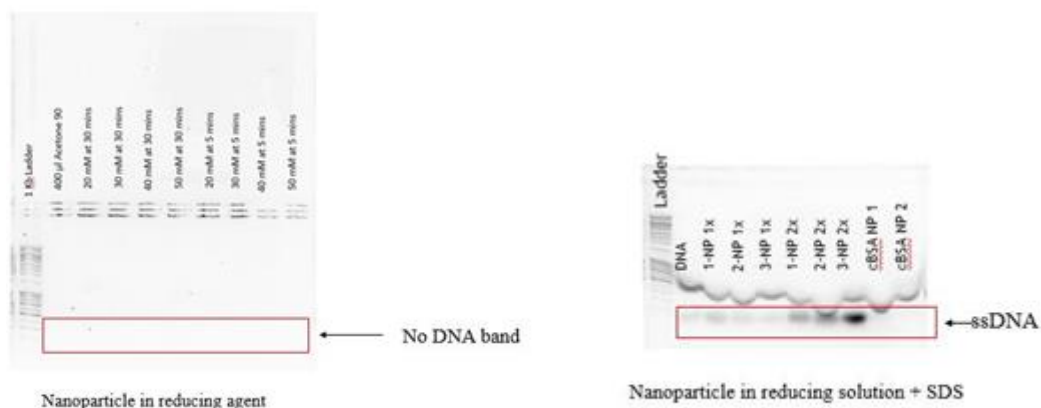 1 Kb Ladder
400 µl Acetone 90
20 mM at 30 mins
30 mM at 30 mins
40 mM at 30 mins
50 mM at 30 mins
20 mM at 5 mins
30 mM at 5 mins
40 mM at 5 mins
50 mM at 5 mins
No DNA band
Nanoparticle in reducing agent
Ladder
DNA
1-NP 1x
2-NP 1x
3-NP 1x
1-NP 2x
2-NP 2x
3-NP 2x
cBSA NP 1
cBSA NP 2
ssDNA
Nanoparticle in reducing solution + SDS